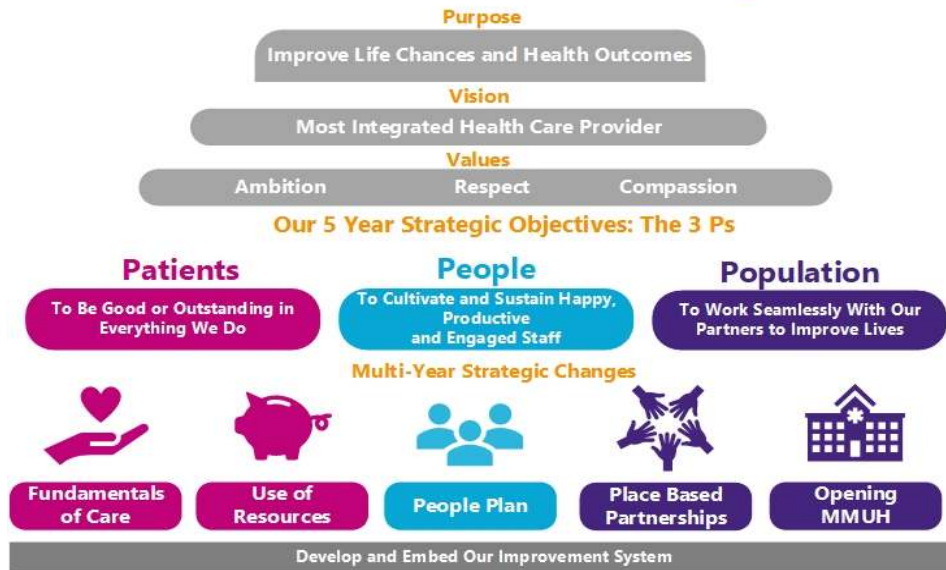 Purpose
Improve Life Chances and Health Outcomes
Vision
Most Integrated Health Care Provider
Values
Ambition Respect Compassion
Our 5 Year Strategic Objectives: The 3 Ps
Patients
To Be Good or Outstanding in
Everything We Do
People
To Cultivate and Sustain Happy,
Productive
and Engaged Staff
Population
To Work Seamlessly With Our
Partners to Improve Lives
Multi-Year Strategic Changes
Fundamentals
of Care
Use of
Resources
People Plan
Place Based
Partnerships
Opening
MMUH
Develop and Embed Our Improvement System